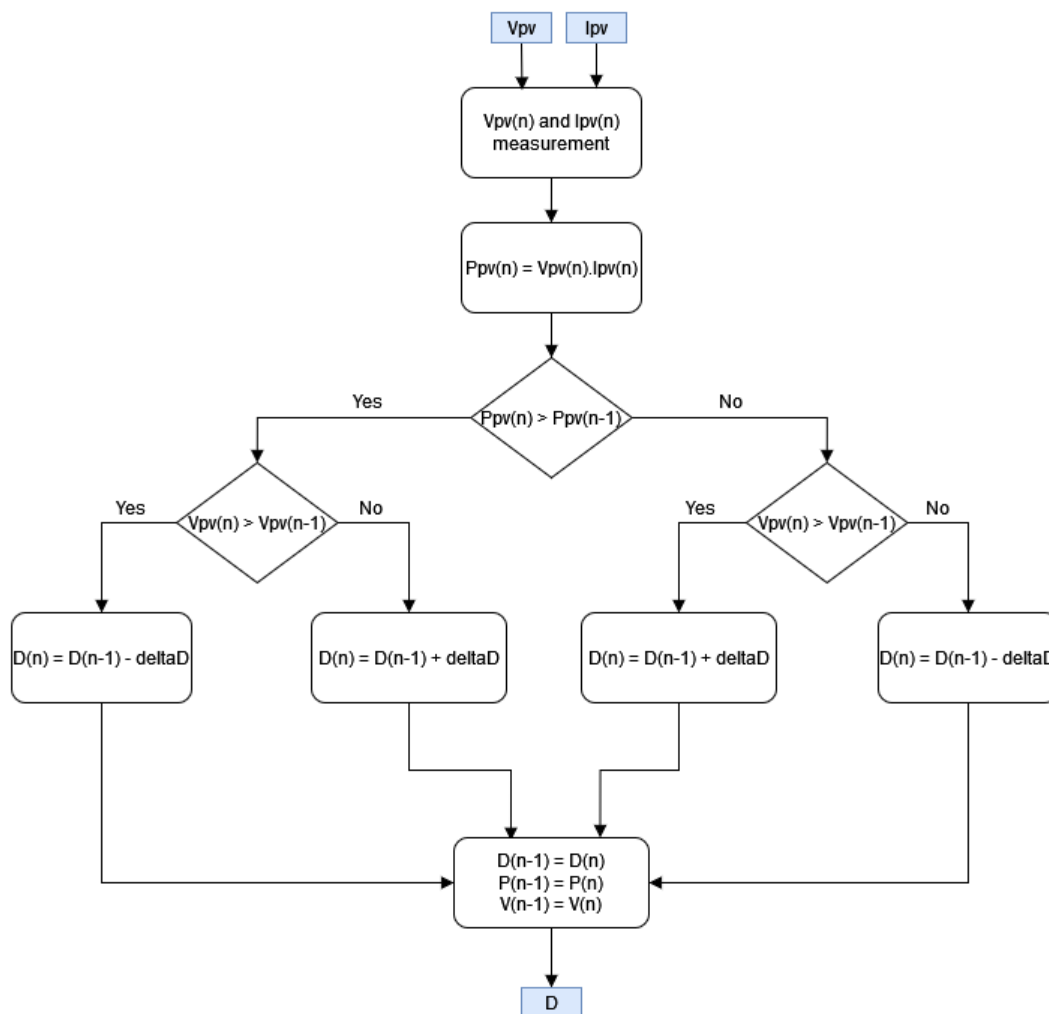 Vpv
Ipv
Vpv(n) and Ipv(n)
measurement
Ppv(n) = Vpv(n).Ipv(n)
Ppv(n) > Ppv(n-1)
Yes
No
Vpv(n) > Vpv(n-1)
Yes
No
Vpv(n) > Vpv(n-1)
Yes
No
D(n) = D(n-1) - deltaD
D(n) = D(n-1) + deltaD
D(n) = D(n-1) + deltaD
D(n) = D(n-1) - deltaD
D(n-1) = D(n)
P(n-1) = P(n)
V(n-1) = V(n)
D